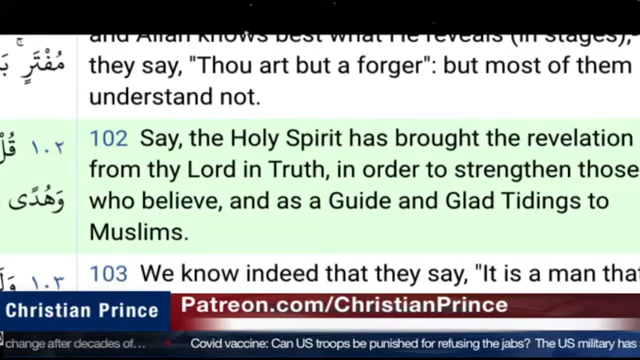 and Allah knows best what He reveals (in stages),
مُفْتَرٍ ۚ
they say, "Thou art but a forger": but most of them
understand not.
102 Say, the Holy Spirit has brought the revelation
١٠٢
from thy Lord in Truth, in order to strengthen those
who believe, and as a Guide and Glad Tidings to
وَهُدًى
Muslims.
103 We know indeed that they say, "It is a man tha
١٠٣
Christian Prince
Patreon.com/ChristianPrince
change after decades of... Covid vaccine: Can US troops be punished for refusing the jabs? The US military has